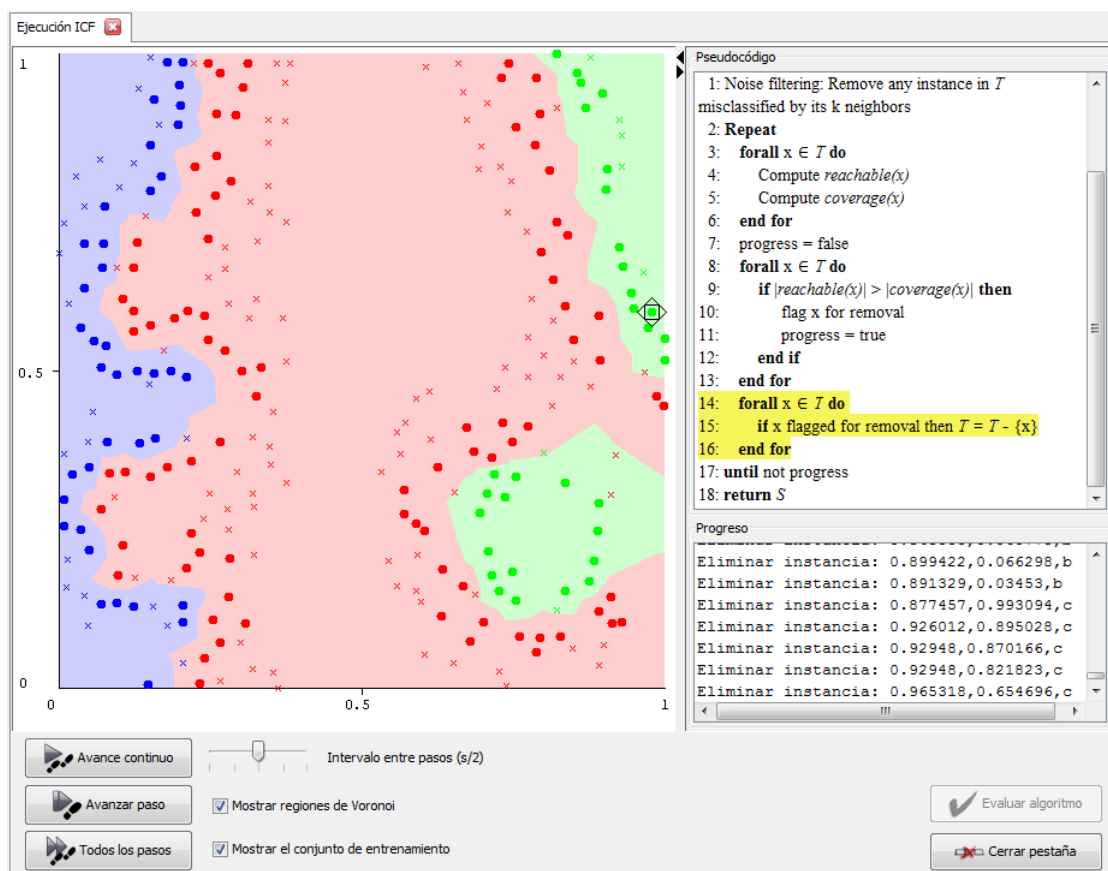 Ejecución ICF
1
0.5
0
0
0.5
1
Pseudocódigo
1: Noise filtering: Remove any instance in T
misclassified by its k neighbors
2: Repeat
3: forall x ∈ T do
4: Compute reachable(x)
5: Compute coverage(x)
6: end for
7: progress = false
8: forall x ∈ T do
9: if |reachable(x)| > |coverage(x)| then
10: flag x for removal
11: progress = true
12: end if
13: end for
14: forall x ∈ T do
15: if x flagged for removal then T = T - {x}
16: end for
17: until not progress
18: return S
Progreso
Eliminar instancia: 0.899422,0.066298,b
Eliminar instancia: 0.891329,0.03453,b
Eliminar instancia: 0.877457,0.993094,c
Eliminar instancia: 0.926012,0.895028,c
Eliminar instancia: 0.92948,0.870166,c
Eliminar instancia: 0.92948,0.821823,c
Eliminar instancia: 0.965318,0.654696,c
Avance continuo
Intervalo entre pasos (s/2)
Avanzar paso
Mostrar regiones de Voronoi
Evaluar algoritmo
Todos los pasos
Mostrar el conjunto de entrenamiento
Cerrar pestaña